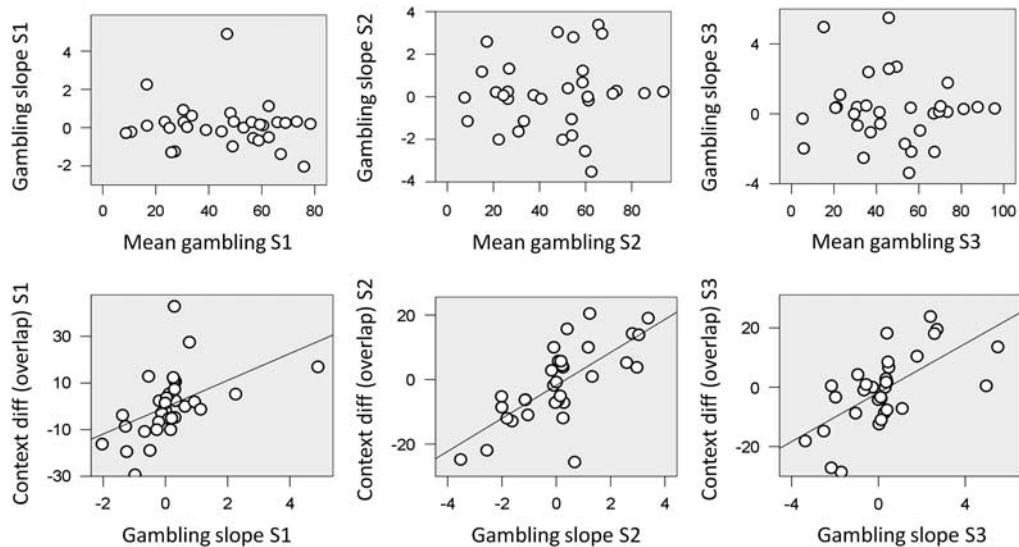 Gambling slope S1
4
2
0
-2
0 20 40 60 80
Mean gambling S1
Gambling slope S2
4
2
0
-2
-4
0 20 40 60 80
Mean gambling S2
Gambling slope S3
4
0
-4
0 20 40 60 80 100
Mean gambling S3
Context diff (overlap) S1
30
10
-10
-30
-2 0 2 4
Gambling slope S1
Context diff (overlap) S2
20
0
-20
-4 -2 0 2 4
Gambling slope S2
Context diff (overlap) S3
20
0
-20
-4 0 4
Gambling slope S3